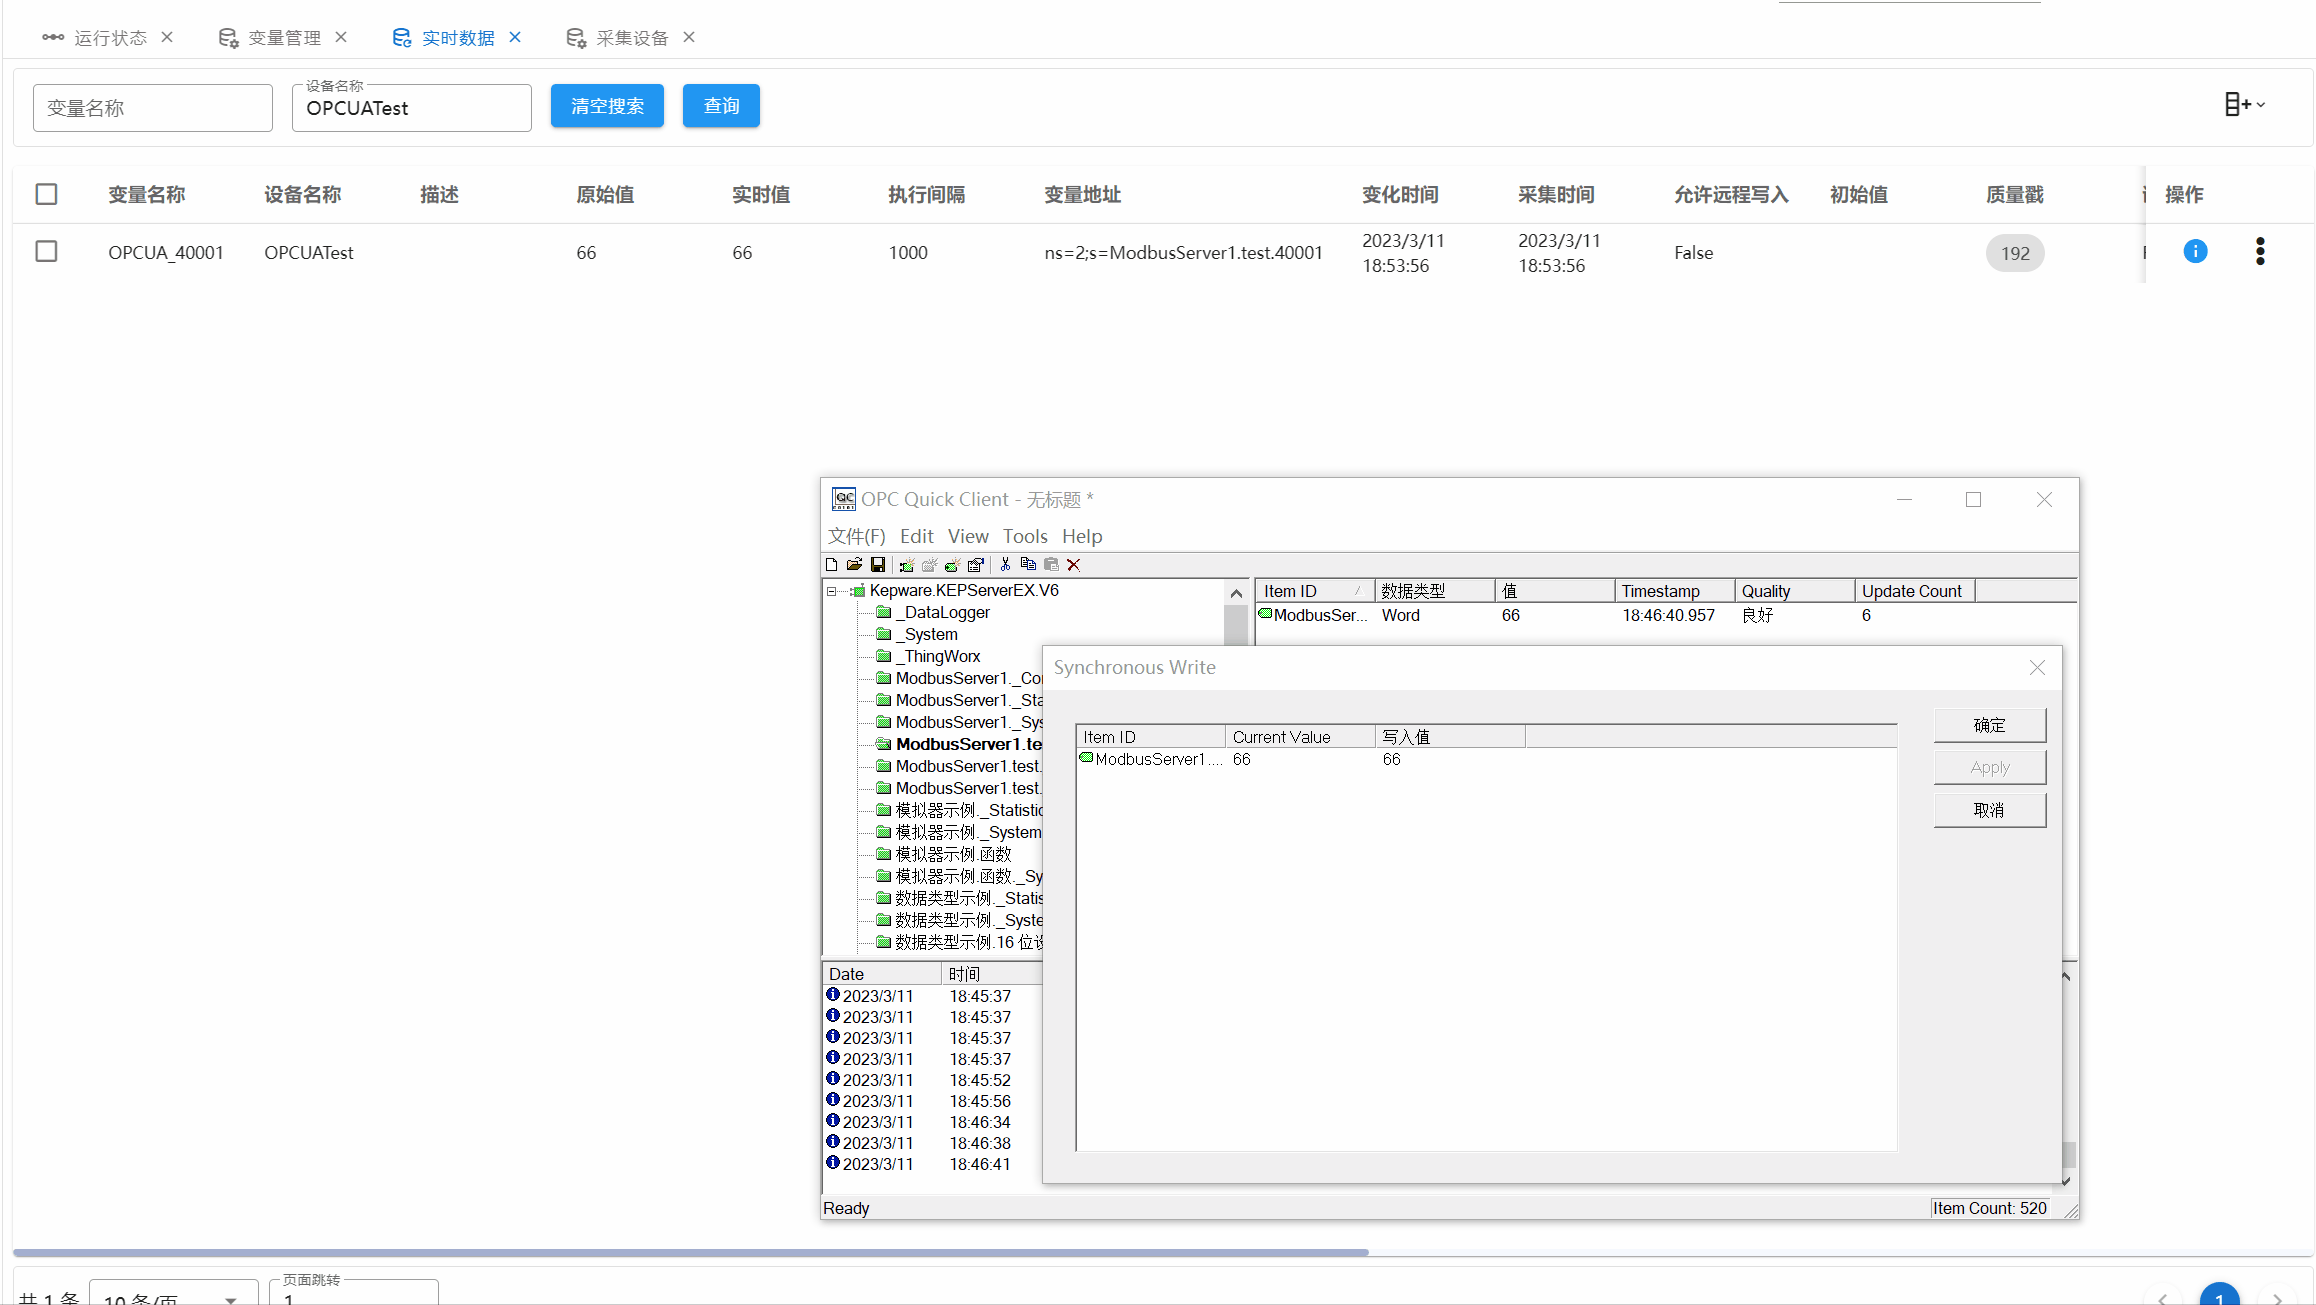 运行状态 变量管理 实时数据 采集设备
设备名称
变量名称 OPCUATest 清空搜索 查询
变量名称 设备名称 描述 原始值 实时值 执行间隔 变量地址 变化时间 采集时间 允许远程写入 初始值 质量戳 操作
OPCUA_40001 OPCUATest 66 66 1000 ns=2;s=ModbusServer1.test.40001 2023/3/11 18:53:56 2023/3/11 18:53:56 False 192
OPC Quick Client - 无标题 *
文件(F) Edit View Tools Help
Kepware.KEPServerEX.V6
_DataLogger
_System
_ThingWorx
ModbusServer1._Co
ModbusServer1._Sta
ModbusServer1._Sys
ModbusServer1.te
ModbusServer1.test.
ModbusServer1.test.
模拟器示例._Statistic
模拟器示例._System
模拟器示例.函数
模拟器示例.函数._Sy
数据类型示例._Statis
数据类型示例._Syste
数据类型示例.16 位设
Item ID 数据类型 值 Timestamp Quality Update Count
ModbusSer... Word 66 18:46:40.957 良好 6
Synchronous Write
Item ID Current Value 写入值
ModbusServer1.... 66 66
确定
Apply
取消
Date 时间
2023/3/11 18:45:37
2023/3/11 18:45:37
2023/3/11 18:45:37
2023/3/11 18:45:37
2023/3/11 18:45:52
2023/3/11 18:45:56
2023/3/11 18:46:34
2023/3/11 18:46:38
2023/3/11 18:46:41
Ready Item Count: 520
页面跳转
共 1 条 10 条/页 1 1